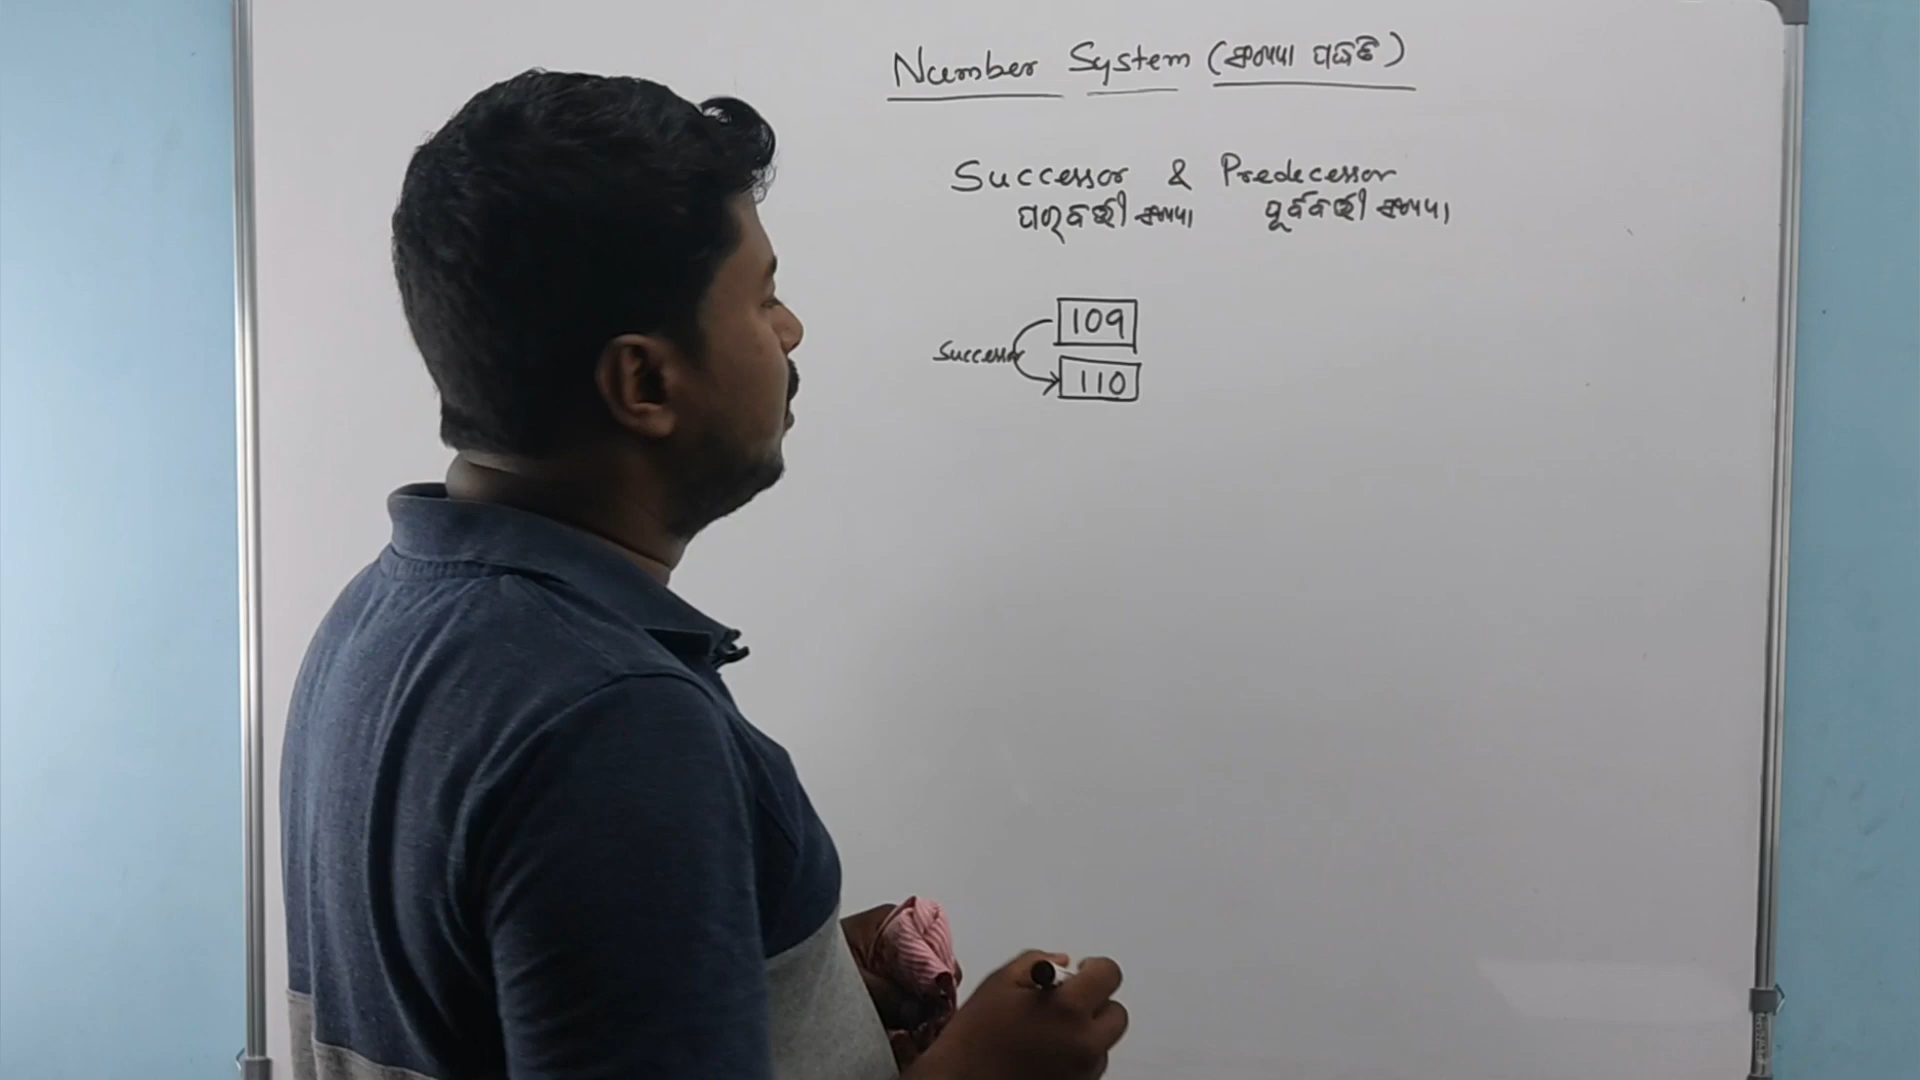 Number System (ସଂଖ୍ୟା ପଦ୍ଧତି)
Successor & Predecessor
ପରବର୍ତ୍ତୀ ସଂଖ୍ୟା ପୂର୍ବବର୍ତ୍ତୀ ସଂଖ୍ୟା
109
Successor
110